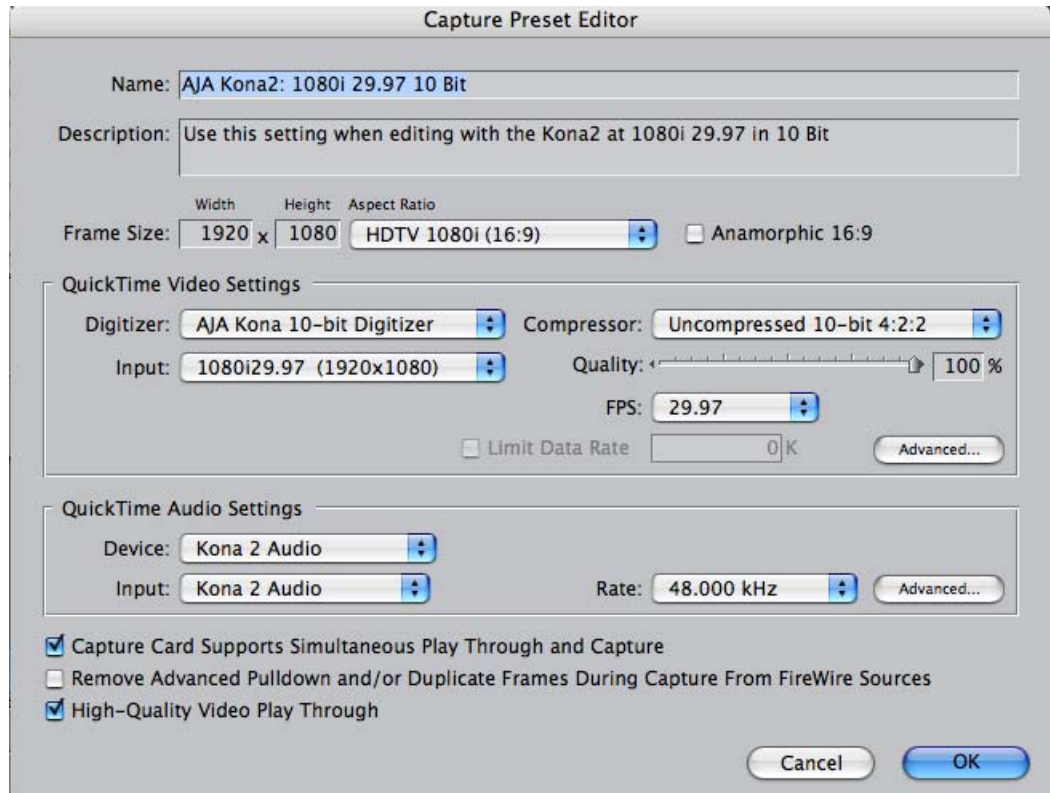 Capture Preset Editor
Name: AJA Kona2: 1080i 29.97 10 Bit
Description: Use this setting when editing with the Kona2 at 1080i 29.97 in 10 Bit
Width Height Aspect Ratio
Frame Size: 1920 x 1080 HDTV 1080i (16:9) Anamorphic 16:9
QuickTime Video Settings
Digitizer: AJA Kona 10-bit Digitizer Compressor: Uncompressed 10-bit 4:2:2
Input: 1080i29.97 (1920x1080) Quality: 100 %
FPS: 29.97
Limit Data Rate 0 K Advanced...
QuickTime Audio Settings
Device: Kona 2 Audio
Input: Kona 2 Audio Rate: 48.000 kHz Advanced...
Capture Card Supports Simultaneous Play Through and Capture
Remove Advanced Pulldown and/or Duplicate Frames During Capture From FireWire Sources
High-Quality Video Play Through
Cancel OK